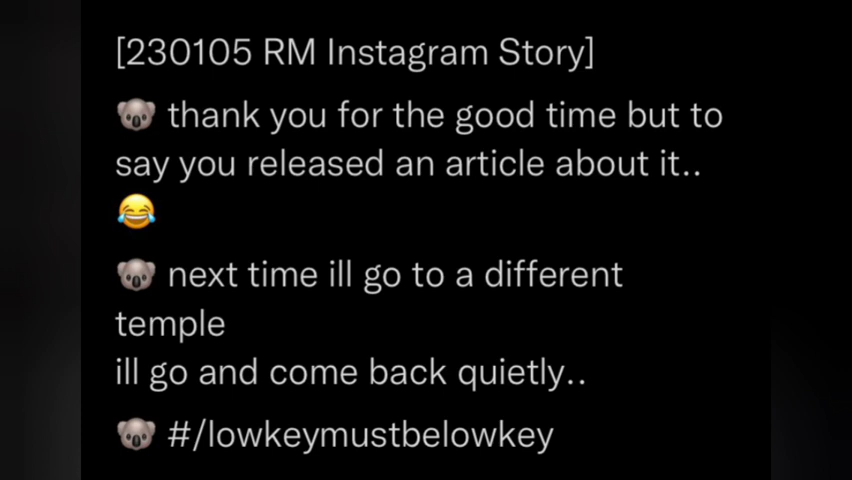 [230105 RM Instagram Story]
🐨 thank you for the good time but to
say you released an article about it..
😂
🐨 next time ill go to a different
temple
ill go and come back quietly..
🐨 #/lowkeymustbelowkey